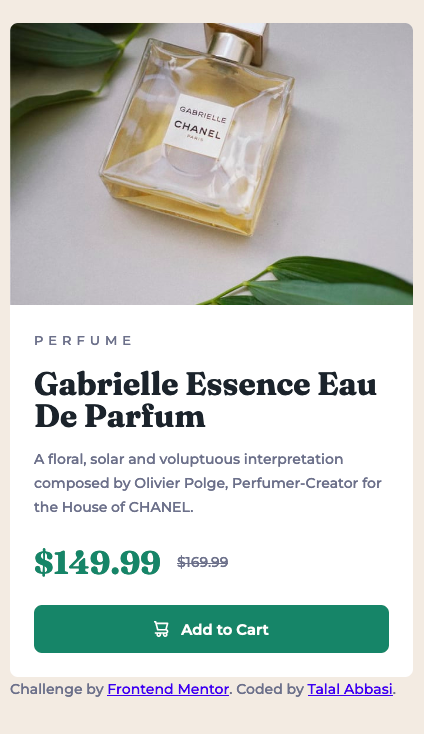 GABRIELLE
CHANEL
PARIS
PERFUME
Gabrielle Essence Eau
De Parfum
A floral, solar and voluptuous interpretation
composed by Olivier Polge, Perfumer-Creator for
the House of CHANEL.
$149.99 $169.99
Add to Cart
Challenge by Frontend Mentor. Coded by Talal Abbasi.